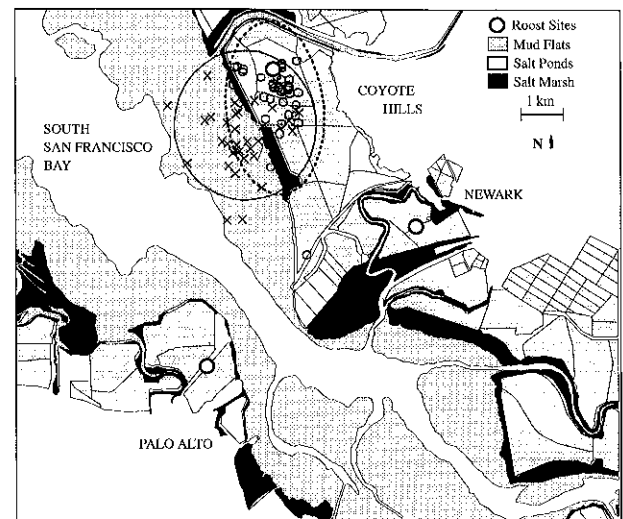 Roost Sites
Mud Flats
Salt Ponds
Salt Marsh
1 km
N
COYOTE
HILLS
SOUTH
SAN FRANCISCO
BAY
NEWARK
PALO ALTO